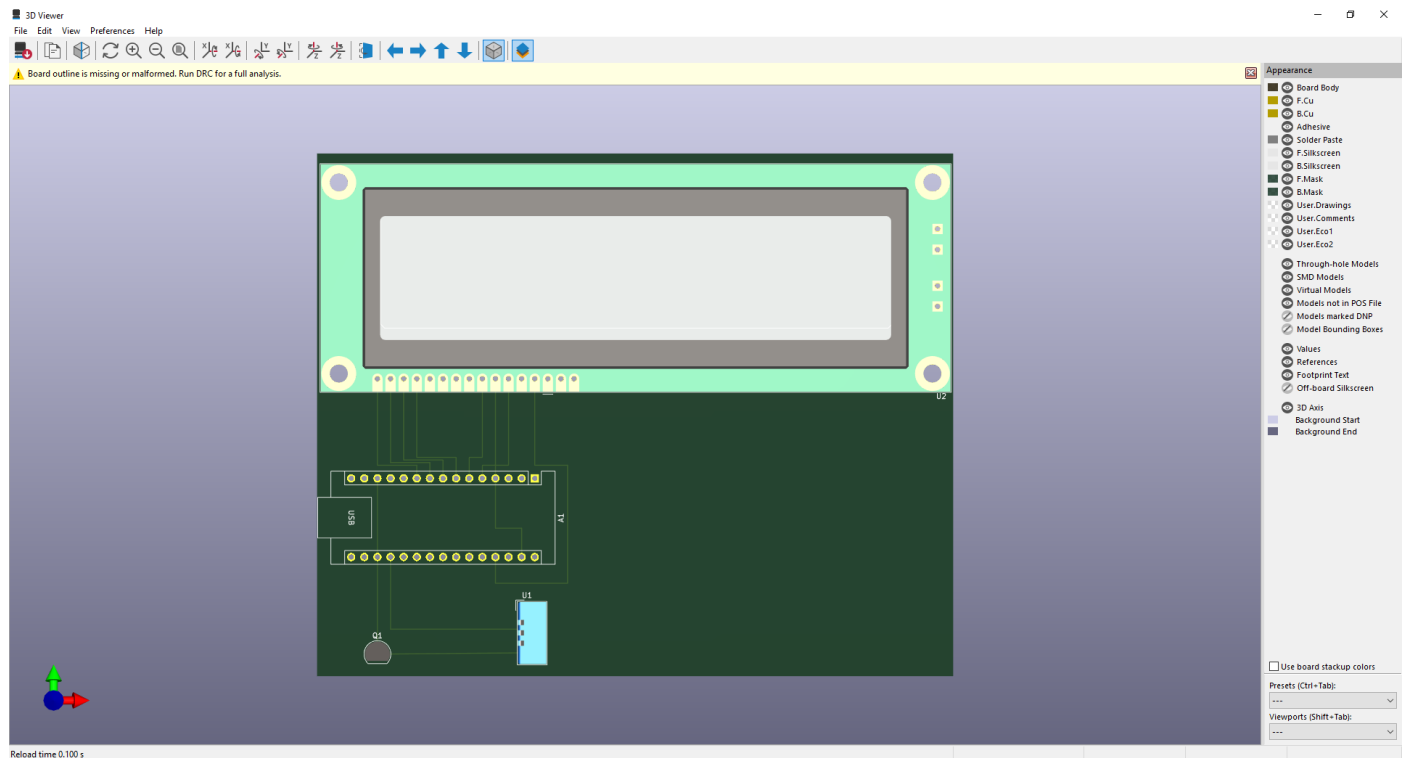 3D Viewer
File Edit View Preferences Help
Board outline is missing or malformed. Run DRC for a full analysis.
Appearance
Board Body
F.Cu
B.Cu
Adhesive
Solder Paste
F.Silkscreen
B.Silkscreen
F.Mask
B.Mask
User.Drawings
User.Comments
User.Eco1
User.Eco2
Through-hole Models
SMD Models
Virtual Models
Models not in POS File
Models marked DNP
Model Bounding Boxes
Values
References
Footprint Text
Off-board Silkscreen
3D Axis
Background Start
Background End
U2
USB
A1
U1
Q1
Use board stackup colors
Presets (Ctrl+Tab):
---
Viewports (Shift+Tab):
---
Reload time 0.100 s